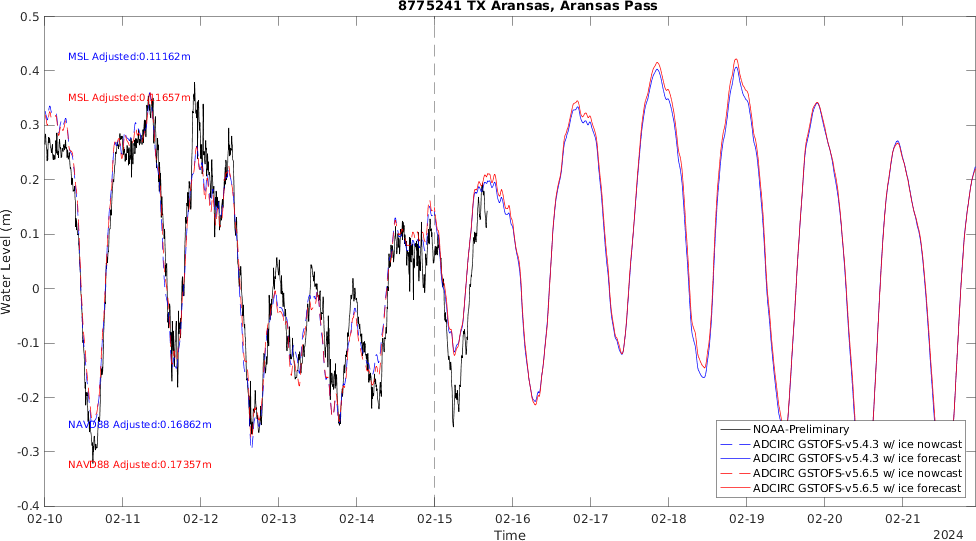 8775241 TX Aransas, Aransas Pass
0.5
0.4
0.3
0.2
0.1
0
-0.1
-0.2
-0.3
-0.4
Water Level (m)
MSL Adjusted:0.11162m
MSL Adjusted:0.11657m
NAVD88 Adjusted:0.16862m
NAVD88 Adjusted:0.17357m
NOAA-Preliminary
ADCIRC GSTOFS-v5.4.3 w/ ice nowcast
ADCIRC GSTOFS-v5.4.3 w/ ice forecast
ADCIRC GSTOFS-v5.6.5 w/ ice nowcast
ADCIRC GSTOFS-v5.6.5 w/ ice forecast
02-10 02-11 02-12 02-13 02-14 02-15 02-16 02-17 02-18 02-19 02-20 02-21
Time
2024